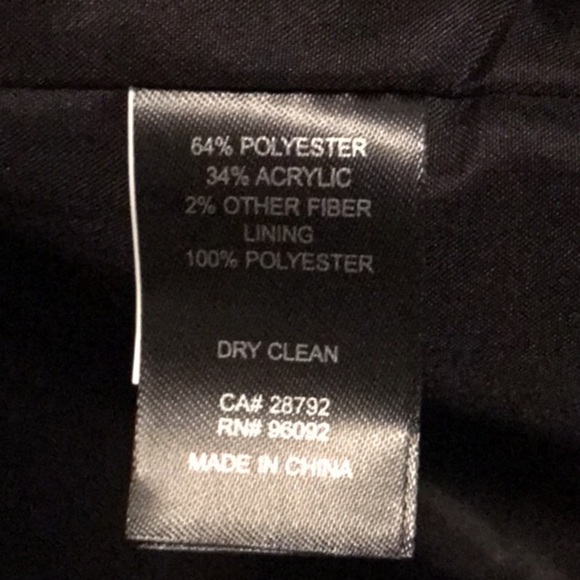 64% POLYESTER
34% ACRYLIC
2% OTHER FIBER
LINING
100% POLYESTER
DRY CLEAN
CA# 28792
RN# 96092
MADE IN CHINA